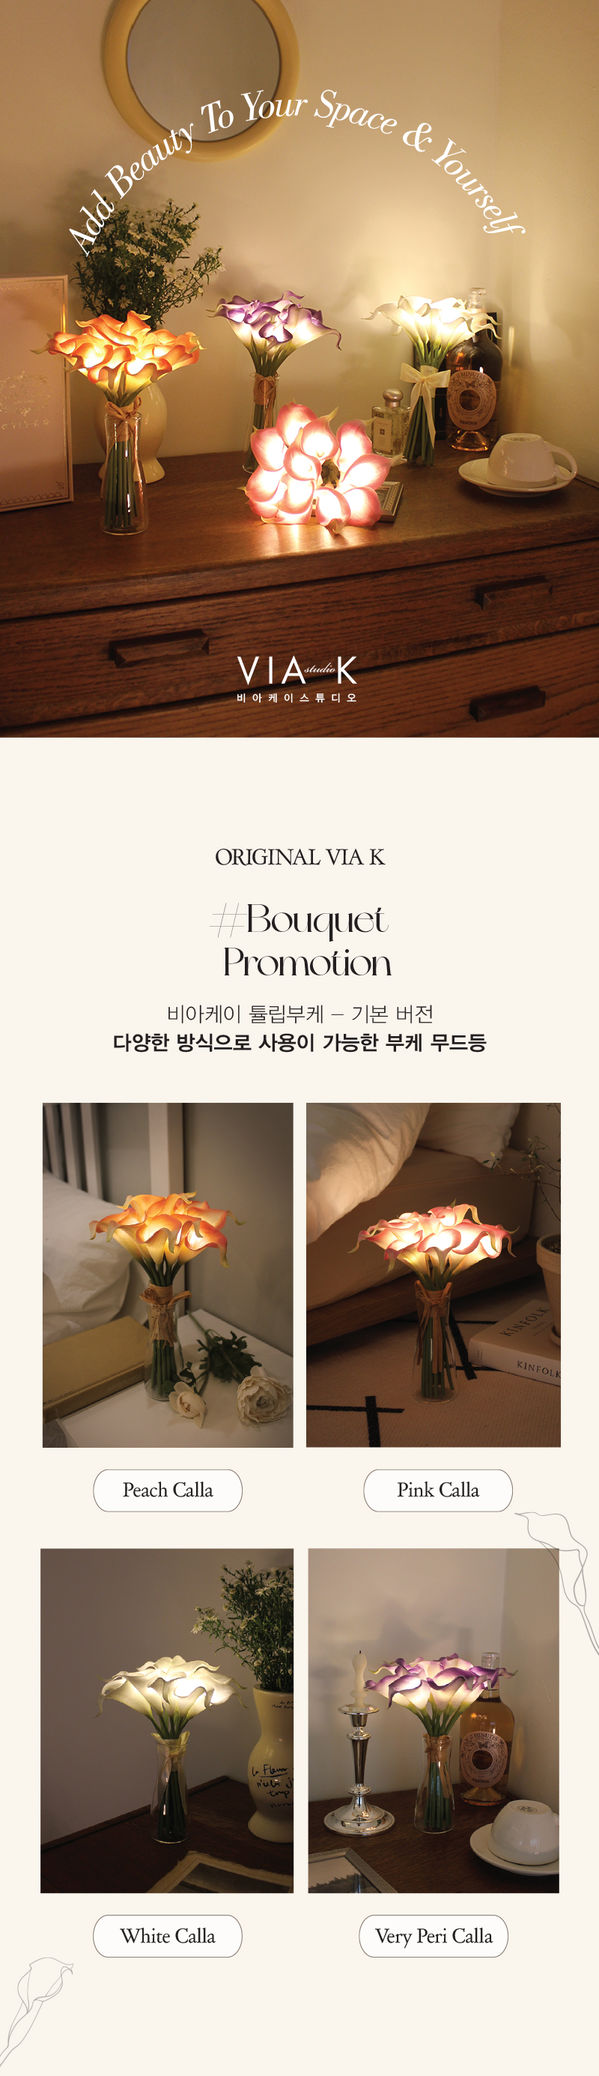 Add Beauty To Your Space & Yourself
VIA studio K
비아케이스튜디오
ORIGINAL VIA K
#Bouquet
Promotion
비아케이 튤립부케 – 기본 버전
다양한 방식으로 사용이 가능한 부케 무드등
KINFOLK
KINFOLK
Peach Calla
Pink Calla
White Calla
Very Peri Calla